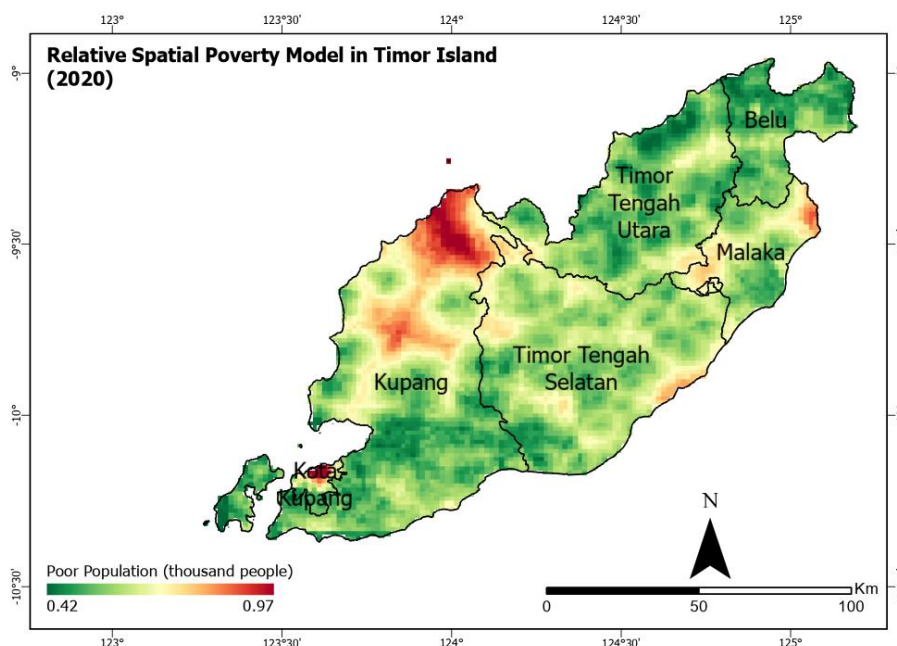 123° 123°30' 124° 124°30' 125°
Relative Spatial Poverty Model in Timor Island
(2020)
-9°
Belu
Timor
Tengah
Utara
-9°30'
Malaka
Timor Tengah
Selatan
Kupang
-10°
Kota
Kupang
N
Poor Population (thousand people)
0.42 0.97
Km
0 50 100
-10°30'
123° 123°30' 124° 124°30' 125°